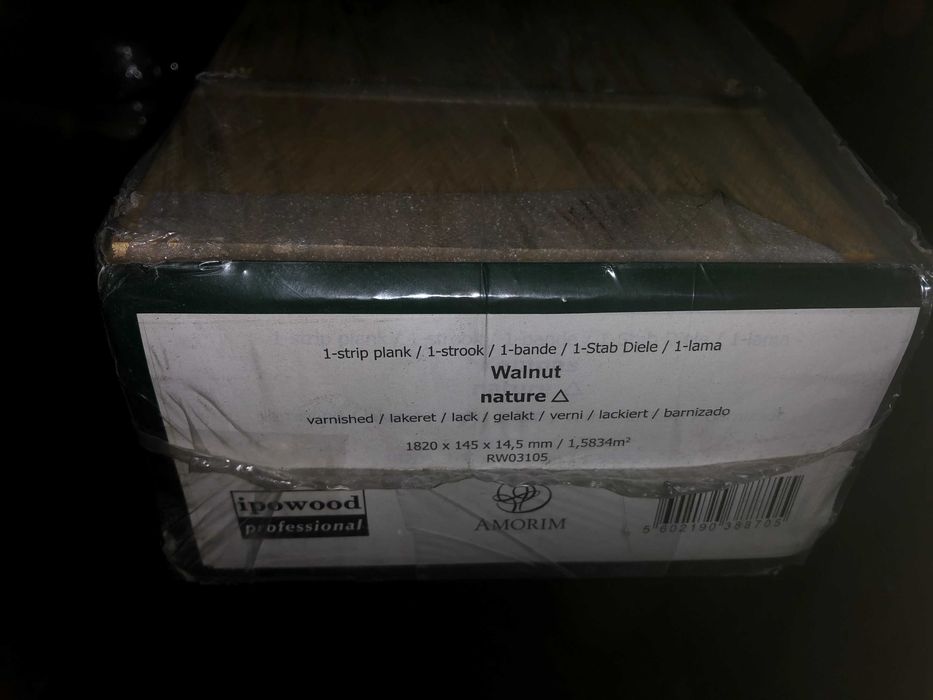 1-strip plank / 1-strook / 1-bande / 1-Stab Diele / 1-lama
Walnut
nature △
varnished / lakeret / lack / gelakt / verni / lackiert / barnizado
1820 x 145 x 14,5 mm / 1,5834m²
RW03105
ipowood
professional
AMORIM
5 602190 388705